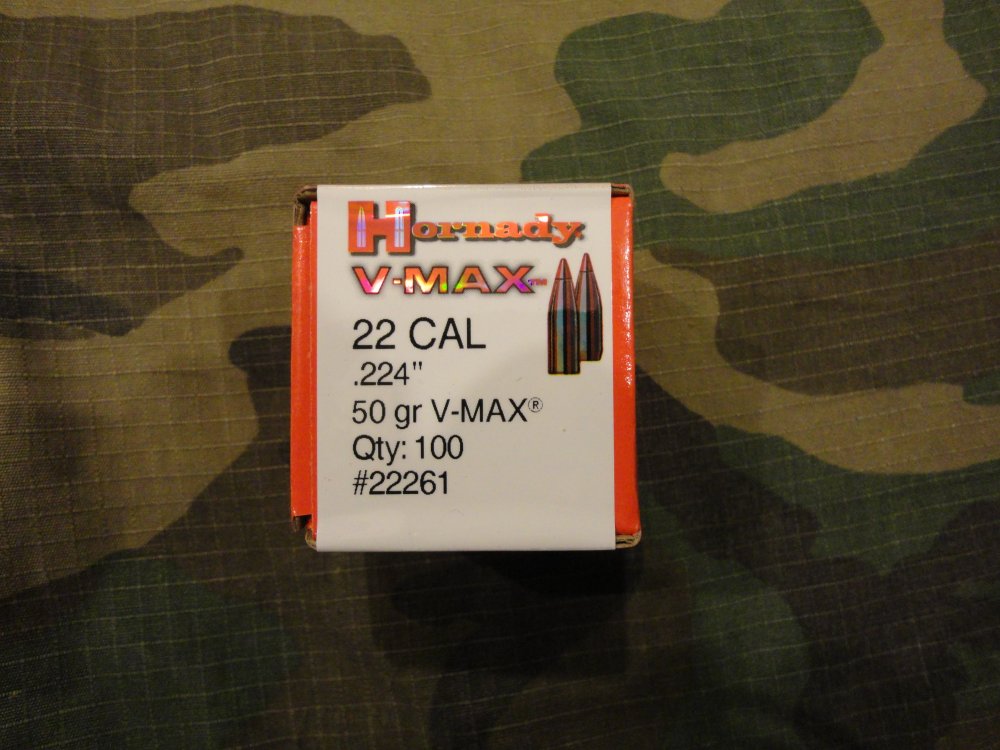 Hornady
V-MAX™
22 CAL
.224"
50 gr V-MAX®
Qty: 100
#22261